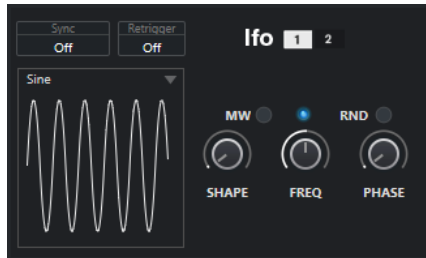 Sync
Off
Retrigger
Off
lfo 1 2
Sine
MW
RND
SHAPE
FREQ
PHASE